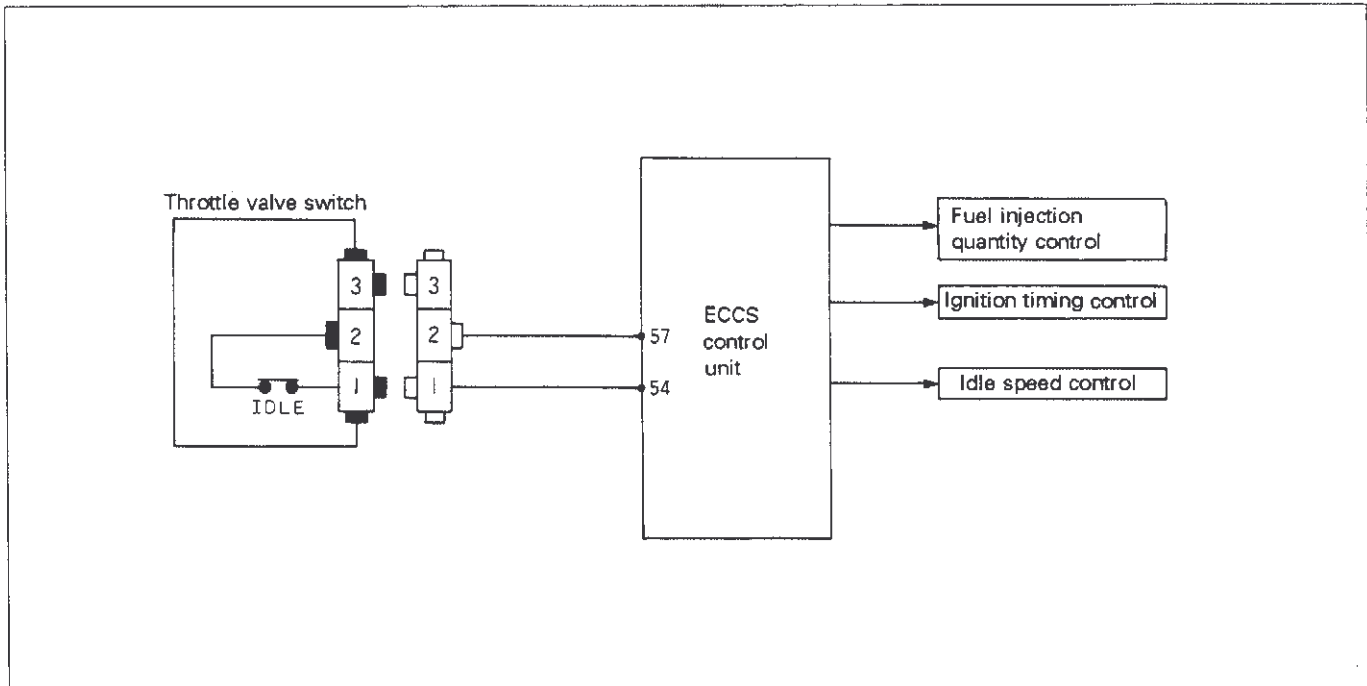 Throttle valve switch
3
2
1
IDLE
3
2
1
57
54
ECCS
control
unit
Fuel injection
quantity control
Ignition timing control
Idle speed control